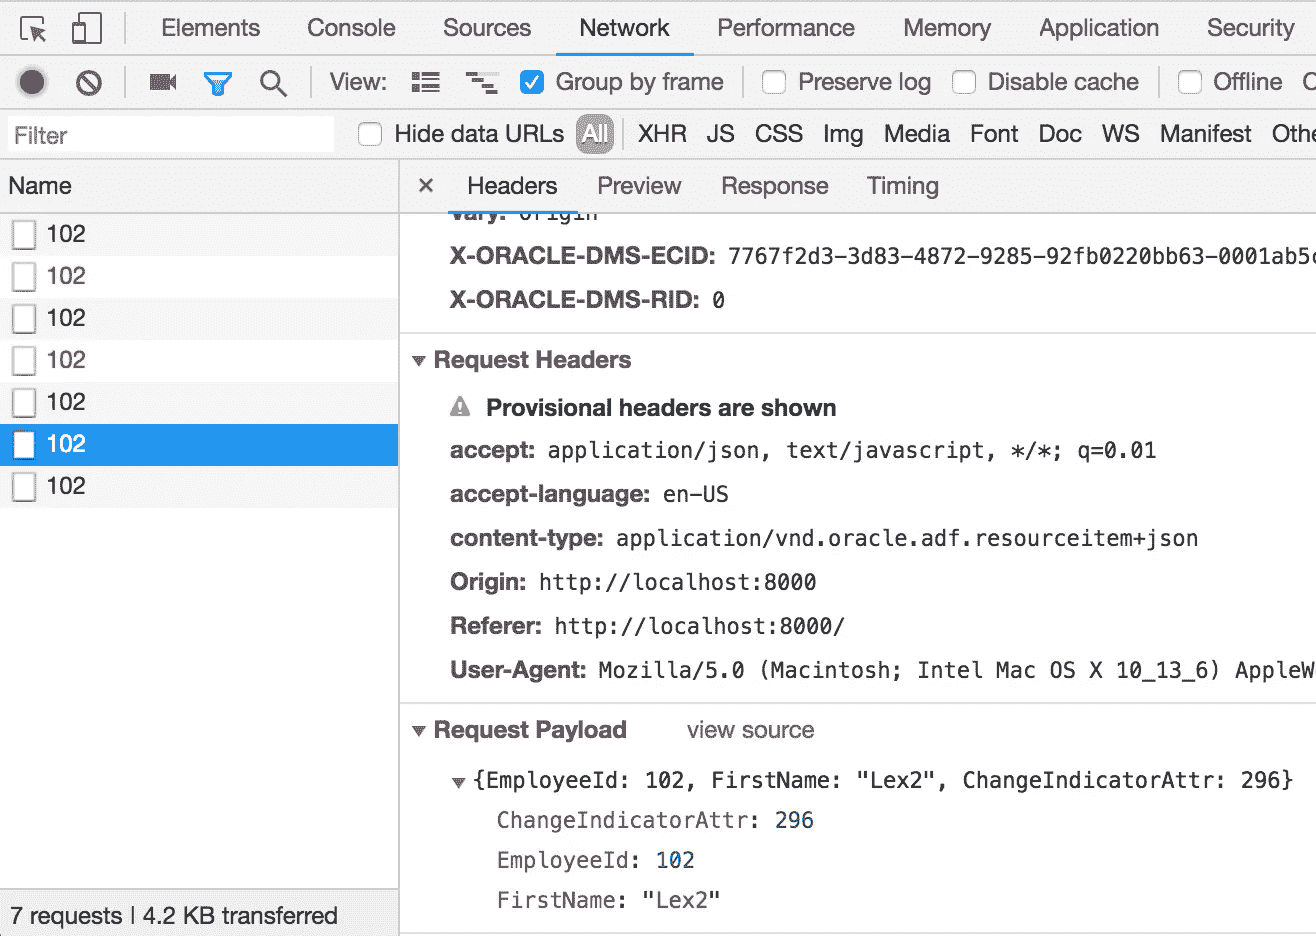 Elements Console Sources Network Performance Memory Application Security
View: Group by frame Preserve log Disable cache Offline
Filter Hide data URLs All XHR JS CSS Img Media Font Doc WS Manifest Othe
Name
102
102
102
102
102
102
102
7 requests | 4.2 KB transferred
× Headers Preview Response Timing
vary: origin
X-ORACLE-DMS-ECID: 7767f2d3-3d83-4872-9285-92fb0220bb63-0001ab5c
X-ORACLE-DMS-RID: 0
Request Headers
Provisional headers are shown
accept: application/json, text/javascript, */*; q=0.01
accept-language: en-US
content-type: application/vnd.oracle.adf.resourceitem+json
Origin: http://localhost:8000
Referer: http://localhost:8000/
User-Agent: Mozilla/5.0 (Macintosh; Intel Mac OS X 10_13_6) AppleW
Request Payload view source
{EmployeeId: 102, FirstName: "Lex2", ChangeIndicatorAttr: 296}
ChangeIndicatorAttr: 296
EmployeeId: 102
FirstName: "Lex2"